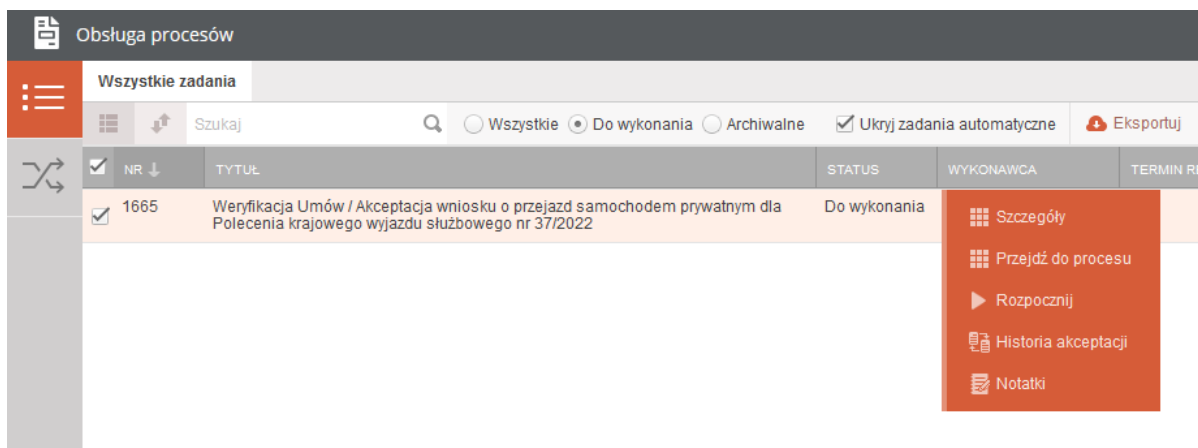 Obsługa procesów
Wszystkie zadania
Szukaj
Wszystkie
Do wykonania
Archiwalne
Ukryj zadania automatyczne
Eksportuj
NR
TYTUŁ
STATUS
WYKONAWCA
TERMIN
1665
Weryfikacja Umów / Akceptacja wniosku o przejazd samochodem prywatnym dla
Polecenia krajowego wyjazdu służbowego nr 37/2022
Do wykonania
Szczegóły
Przejdź do procesu
Rozpocznij
Historia akceptacji
Notatki